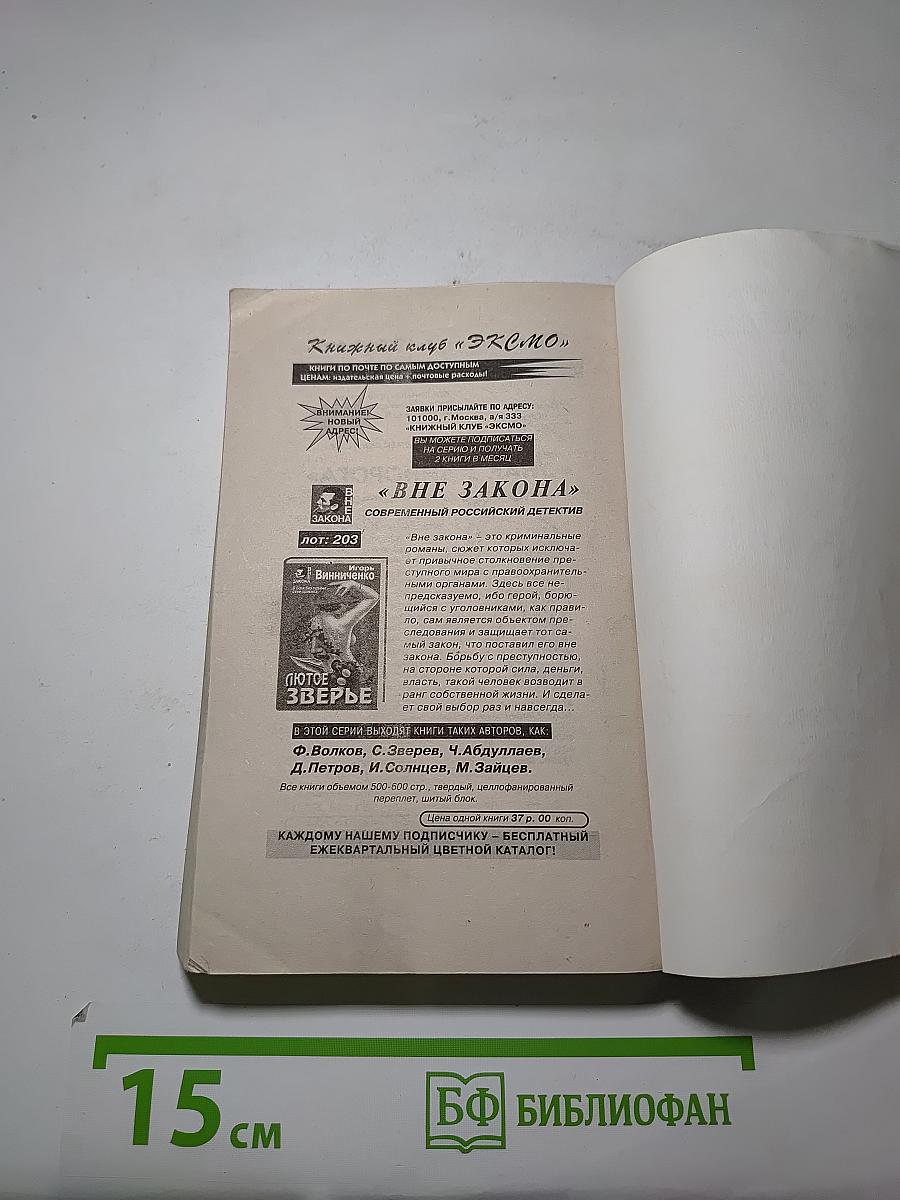 Книжный клуб «ЭКСМО»
КНИГИ ПО ПОЧТЕ ПО САМЫМ ДОСТУПНЫМ
ЦЕНАМ: издательская цена + почтовые расходы!
ВНИМАНИЕ!
НОВЫЙ
АДРЕС!
ЗАЯВКИ ПРИСЫЛАЙТЕ ПО АДРЕСУ:
101000, г.Москва, а/я 333
«КНИЖНЫЙ КЛУБ «ЭКСМО»
ВЫ МОЖЕТЕ ПОДПИСАТЬСЯ
НА СЕРИЮ И ПОЛУЧАТЬ
2 КНИГИ В МЕСЯЦ
ВНЕ
ЗАКОНА
«ВНЕ ЗАКОНА»
СОВРЕМЕННЫЙ РОССИЙСКИЙ ДЕТЕКТИВ
лот: 203
Игорь
Винниченко
ЛЮТОЕ
ЗВЕРЬЕ
«Вне закона» – это криминальные
романы, сюжет которых исключа-
ет привычное столкновение пре-
ступного мира с правоохранитель-
ными органами. Здесь все не-
предсказуемо, ибо герой, борю-
щийся с уголовниками, как прави-
ло, сам является объектом пре-
следования и защищает тот са-
мый закон, что поставил его вне
закона. Борьбу с преступностью,
на стороне которой сила, деньги,
власть, такой человек возводит в
ранг собственной жизни. И сдела-
ет свой выбор раз и навсегда...
В ЭТОЙ СЕРИИ ВЫХОДЯТ КНИГИ ТАКИХ АВТОРОВ, КАК:
Ф.Волков, С.Зверев, Ч.Абдуллаев,
Д.Петров, И.Солнцев, М.Зайцев.
Все книги объемом 500-600 стр., твердый, целлофанированный
переплет, шитый блок.
Цена одной книги 37 р. 00 коп.
КАЖДОМУ НАШЕМУ ПОДПИСЧИКУ – БЕСПЛАТНЫЙ
ЕЖЕКВАРТАЛЬНЫЙ ЦВЕТНОЙ КАТАЛОГ!
15 см
БФ БИБЛИОФАН